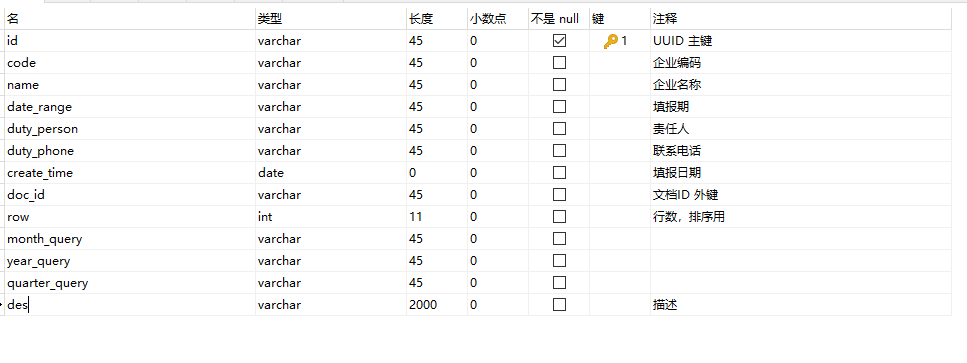 名 类型 长度 小数点 不是 null 键 注释
id varchar 45 0 1 UUID 主键
code varchar 45 0 企业编码
name varchar 45 0 企业名称
date_range varchar 45 0 填报期
duty_person varchar 45 0 责任人
duty_phone varchar 45 0 联系电话
create_time date 0 0 填报日期
doc_id varchar 45 0 文档ID 外键
row int 11 0 行数，排序用
month_query varchar 45 0
year_query varchar 45 0
quarter_query varchar 45 0
des varchar 2000 0 描述